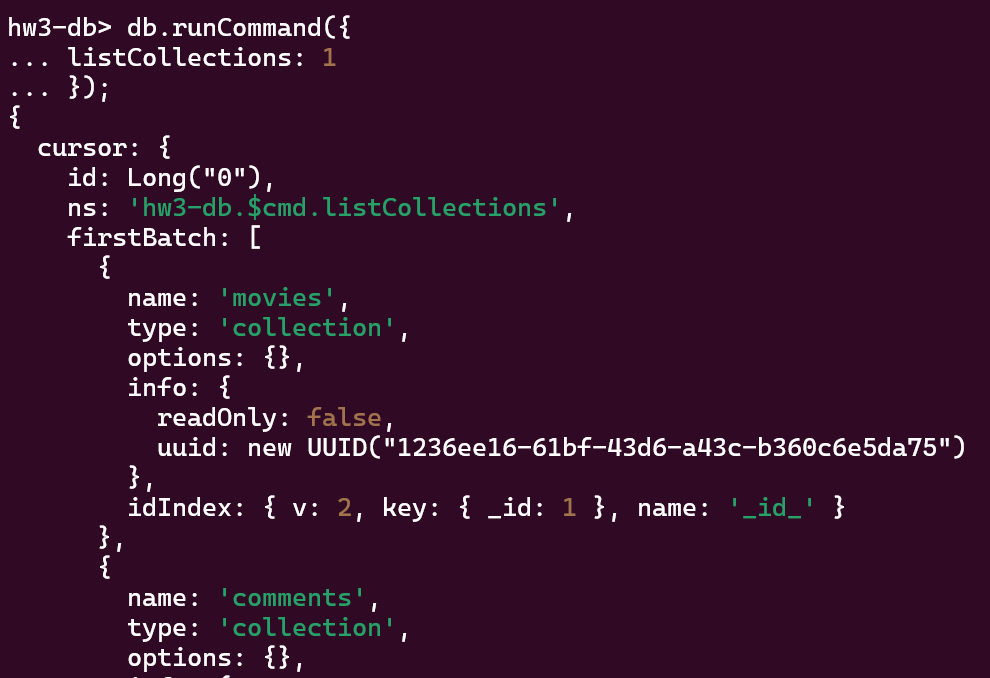 hw3-db> db.runCommand({
... listCollections: 1
... });
{
  cursor: {
    id: Long("0"),
    ns: 'hw3-db.$cmd.listCollections',
    firstBatch: [
      {
        name: 'movies',
        type: 'collection',
        options: {},
        info: {
          readOnly: false,
          uuid: new UUID("1236ee16-61bf-43d6-a43c-b360c6e5da75")
        },
        idIndex: { v: 2, key: { _id: 1 }, name: '_id_' }
      },
      {
        name: 'comments',
        type: 'collection',
        options: {},